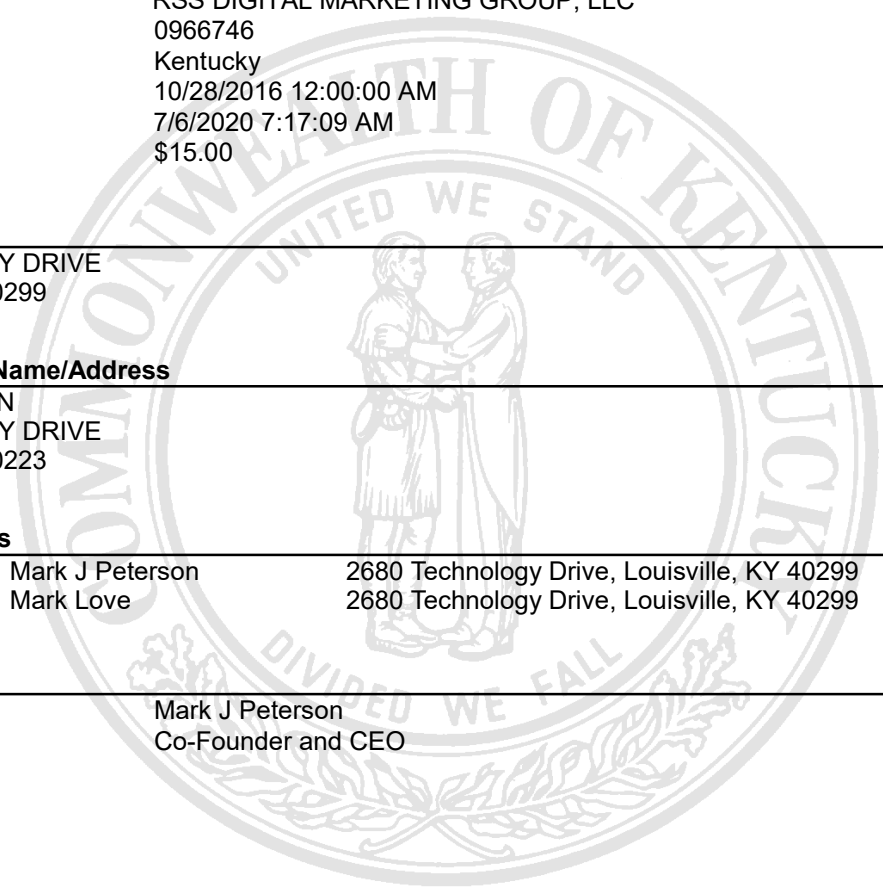 RSS DIGITAL MARKETING GROUP, LLC
0966746
Kentucky
10/28/2016 12:00:00 AM
7/6/2020 7:17:09 AM
$15.00
COMMONWEALTH OF KENTUCKY
UNITED WE STAND
Y DRIVE
0299
Name/Address
N
Y DRIVE
0223
s
Mark J Peterson 2680 Technology Drive, Louisville, KY 40299
Mark Love 2680 Technology Drive, Louisville, KY 40299
DIVIDED WE FALL
Mark J Peterson
Co-Founder and CEO